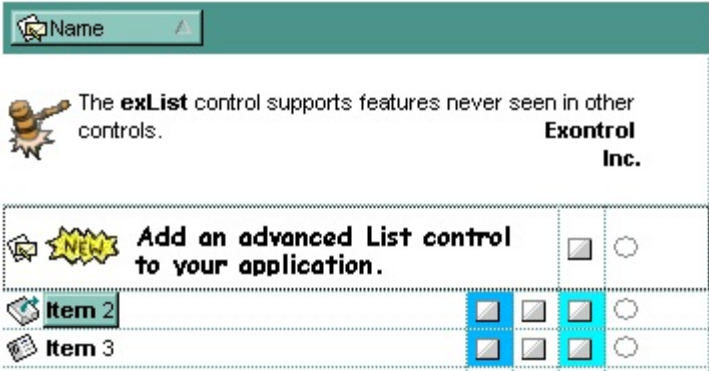 Name
The exList control supports features never seen in other
controls. Exontrol
Inc.
NEW
Add an advanced List control
to your application.
Item 2
Item 3